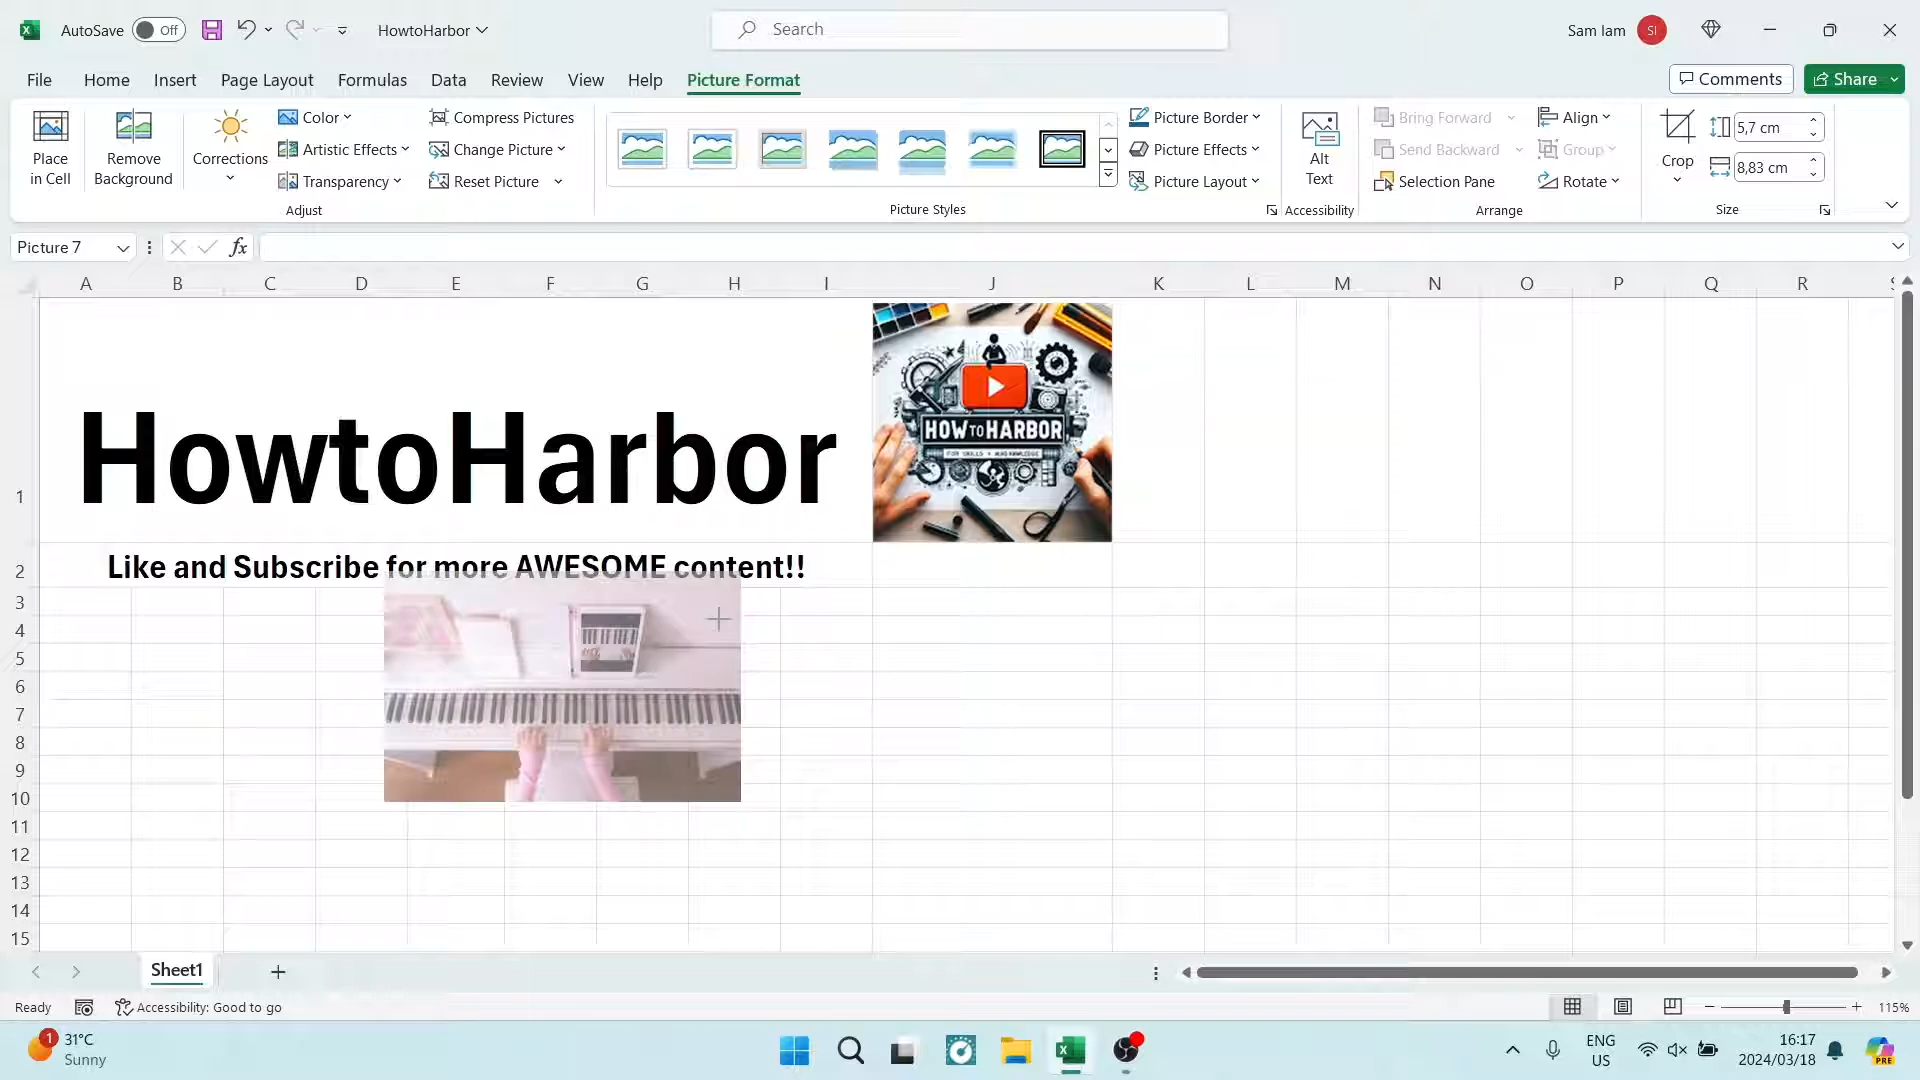 AutoSave Off HowtoHarbor Search Sam Iam SI
File Home Insert Page Layout Formulas Data Review View Help Picture Format Comments Share
Place in Cell
Remove Background
Corrections
Color
Artistic Effects
Transparency
Compress Pictures
Change Picture
Reset Picture
Adjust
Picture Styles
Picture Border
Picture Effects
Picture Layout
Alt Text
Accessibility
Bring Forward
Send Backward
Selection Pane
Align
Group
Rotate
Arrange
Crop
5,7 cm
8,83 cm
Size
Picture 7 fx
A B C D E F G H I J K L M N O P Q R S
1
HowtoHarbor
HOWTOHARBOR
2
Like and Subscribe for more AWESOME content!!
3
4
5
6
7
8
9
10
11
12
13
14
15
Sheet1
Ready Accessibility: Good to go 115%
1 31°C
Sunny
ENG
US
16:17
2024/03/18
PRE